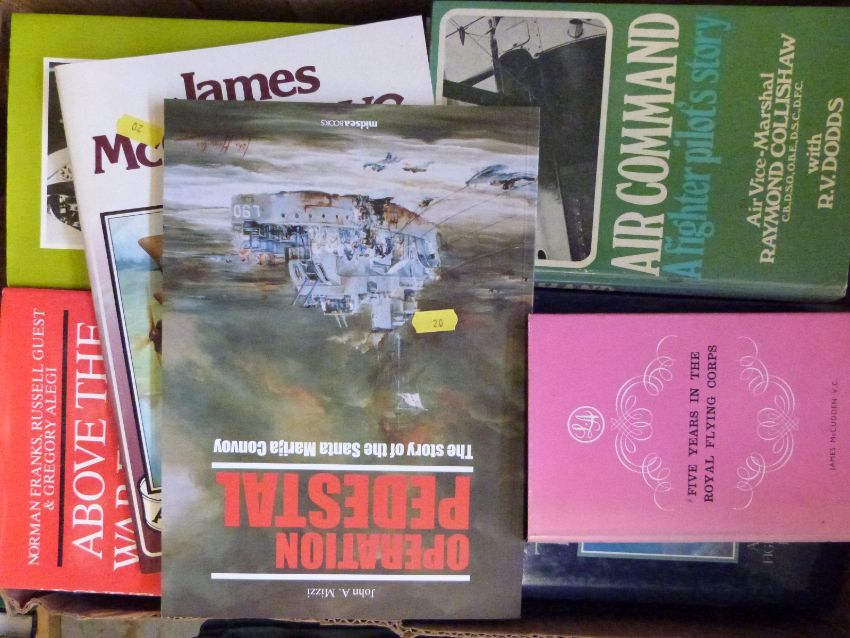 James
Mc
20
midsea BOOKS
L90
20
The story of the Santa Marija Convoy
OPERATION
PEDESTAL
John A. Mizzi
AIR COMMAND
A fighter pilot's story
Air Vice-Marshal
RAYMOND COLLISHAW
C.B., D.S.O., O.B.E., D.S.C., D.F.C.
with
R.V. DODDS
NORMAN FRANKS, RUSSELL GUEST
& GREGORY ALEGI
ABOVE THE
WAR
"FIVE YEARS IN THE
ROYAL FLYING CORPS
JAMES McCUDDEN V.C.